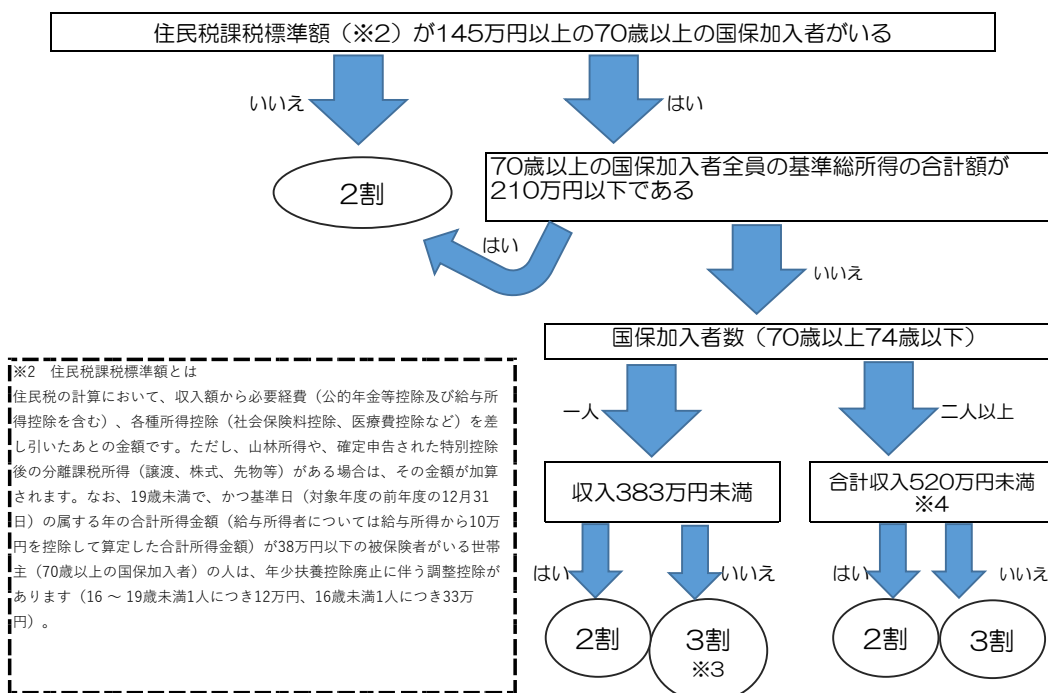 住民税課税標準額（※2）が145万円以上の70歳以上の国保加入者がいる
いいえ
はい
2割
70歳以上の国保加入者全員の基準総所得の合計額が
210万円以下である
はい
いいえ
国保加入者数（70歳以上74歳以下）
一人
二人以上
収入383万円未満
合計収入520万円未満
※4
はい
いいえ
はい
いいえ
2割
3割
※3
2割
3割
※2　住民税課税標準額とは
住民税の計算において、収入額から必要経費（公的年金等控除及び給与所
得控除を含む）、各種所得控除（社会保険料控除、医療費控除など）を差
し引いたあとの金額です。ただし、山林所得や、確定申告された特別控除
後の分離課税所得（譲渡、株式、先物等）がある場合は、その金額が加算
されます。なお、19歳未満で、かつ基準日（対象年度の前年度の12月31
日）の属する年の合計所得金額（給与所得者については給与所得から10万
円を控除して算定した合計所得金額）が38万円以下の被保険者がいる世帯
主（70歳以上の国保加入者）の人は、年少扶養控除廃止に伴う調整控除が
あります（16 ～ 19歳未満1人につき12万円、16歳未満1人につき33万
円）。